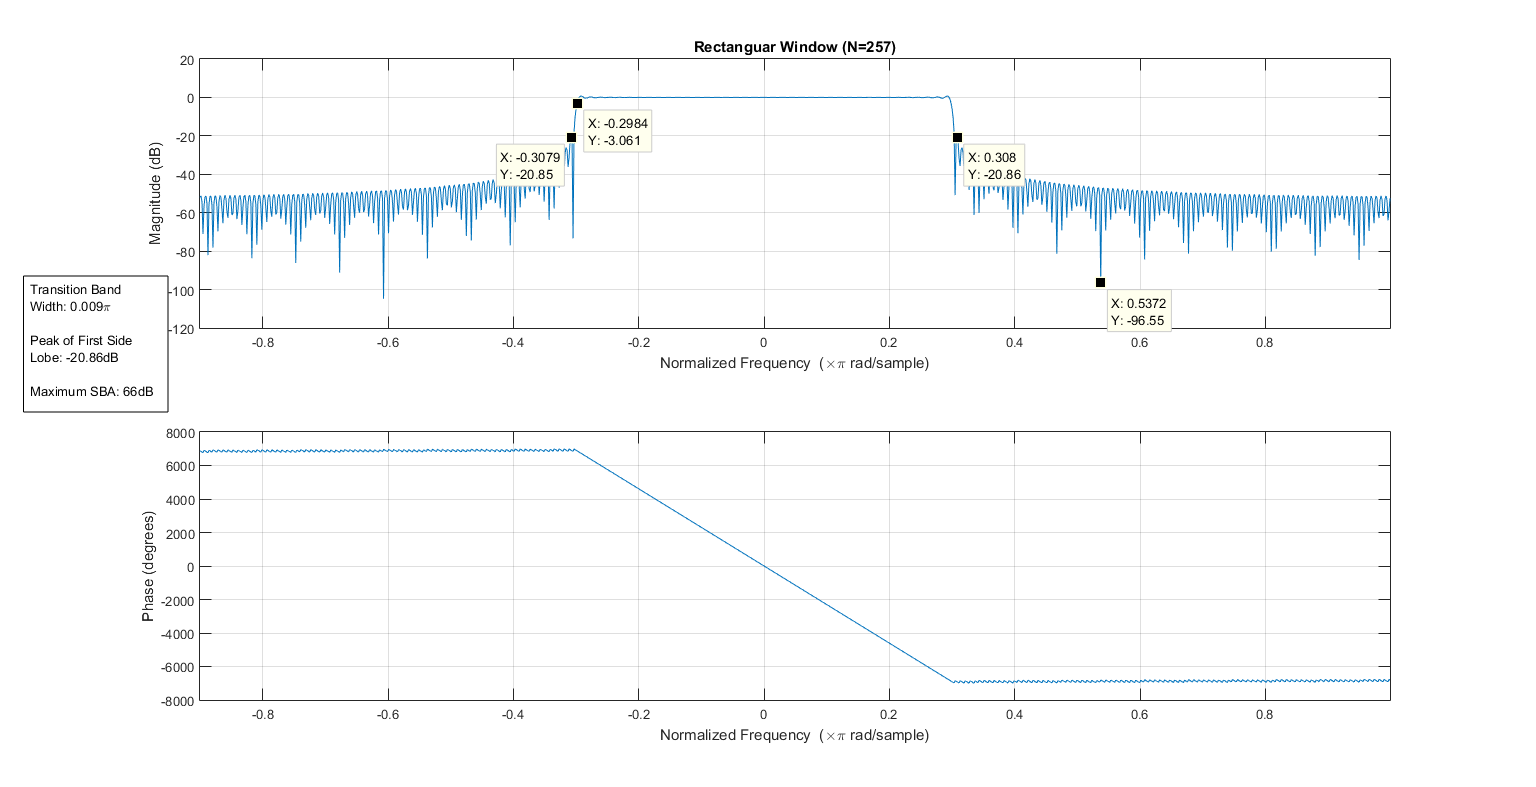 Rectanguar Window (N=257)
20
0
-20
-40
-60
-80
-100
-120
Magnitude (dB)
X: -0.2984
Y: -3.061
X: -0.3079
Y: -20.85
X: 0.308
Y: -20.86
X: 0.5372
Y: -96.55
-0.8 -0.6 -0.4 -0.2 0 0.2 0.4 0.6 0.8
Normalized Frequency (×π rad/sample)
Transition Band
Width: 0.009π
Peak of First Side
Lobe: -20.86dB
Maximum SBA: 66dB
8000
6000
4000
2000
0
-2000
-4000
-6000
-8000
Phase (degrees)
-0.8 -0.6 -0.4 -0.2 0 0.2 0.4 0.6 0.8
Normalized Frequency (×π rad/sample)